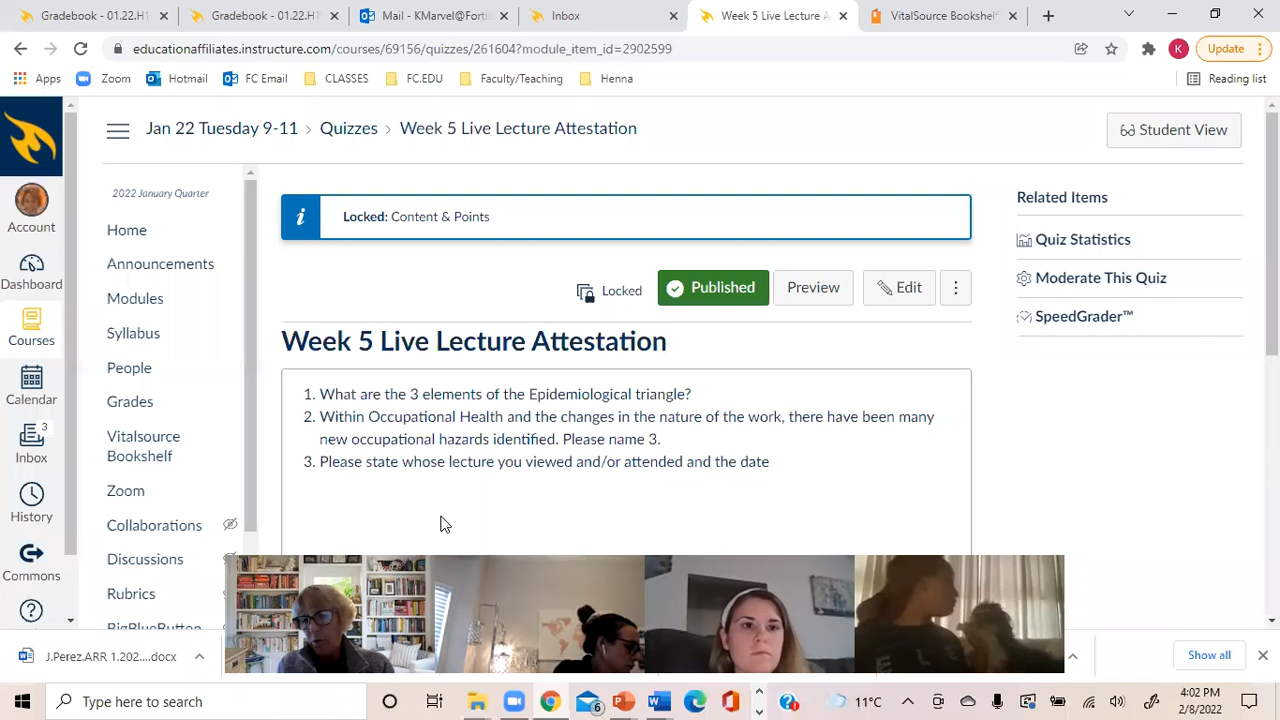 Gradebook - 01.22.H1
Gradebook - 01.22.H1
Mail - KMarvel@Fortis
Inbox
Week 5 Live Lecture A
VitalSource Bookshelf
educationaffiliates.instructure.com/courses/69156/quizzes/261604?module_item_id=2902599
K
Update
Apps
Zoom
Hotmail
FC Email
CLASSES
FC.EDU
Faculty/Teaching
Henna
Reading list
Jan 22 Tuesday 9-11 › Quizzes › Week 5 Live Lecture Attestation
Student View
Account
Dashboard
Courses
Calendar
3
Inbox
History
Commons
2022 January Quarter
Home
Announcements
Modules
Syllabus
People
Grades
Vitalsource
Bookshelf
Zoom
Collaborations
Discussions
Rubrics
BigBlueButton
Locked: Content & Points
Locked
Published
Preview
Edit
Week 5 Live Lecture Attestation
1. What are the 3 elements of the Epidemiological triangle?
2. Within Occupational Health and the changes in the nature of the work, there have been many
new occupational hazards identified. Please name 3.
3. Please state whose lecture you viewed and/or attended and the date
Related Items
Quiz Statistics
Moderate This Quiz
SpeedGrader™
J.Perez.ARR 1.202....docx
Show all
Type here to search
6
11°C
4:02 PM
2/8/2022